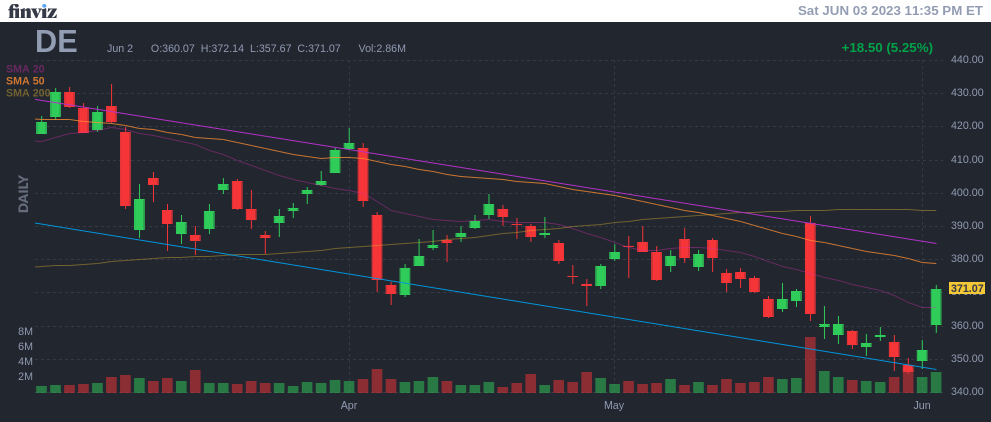 finviz
Sat JUN 03 2023 11:35 PM ET
DE
Jun 2 O:360.07 H:372.14 L:357.67 C:371.07 Vol:2.86M
+18.50 (5.25%)
SMA 20
SMA 50
SMA 200
DAILY
440.00
430.00
420.00
410.00
400.00
390.00
380.00
371.07
360.00
350.00
340.00
8M
6M
4M
2M
Apr
May
Jun